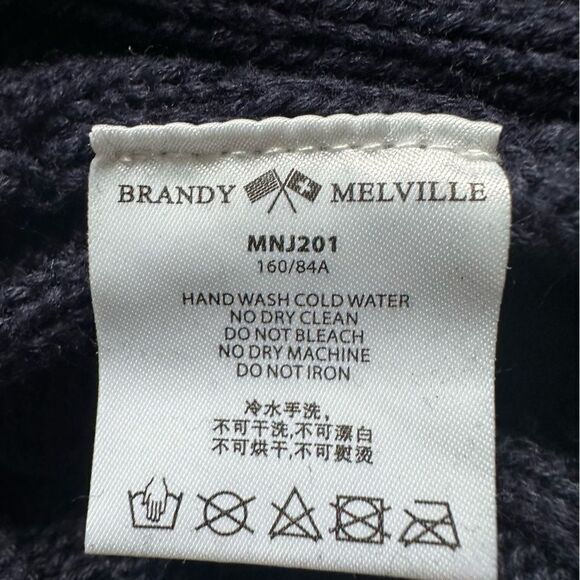 BRANDY MELVILLE
MNJ201
160/84A
HAND WASH COLD WATER
NO DRY CLEAN
DO NOT BLEACH
NO DRY MACHINE
DO NOT IRON
冷水手洗,
不可干洗,不可漂白
不可烘干,不可熨烫